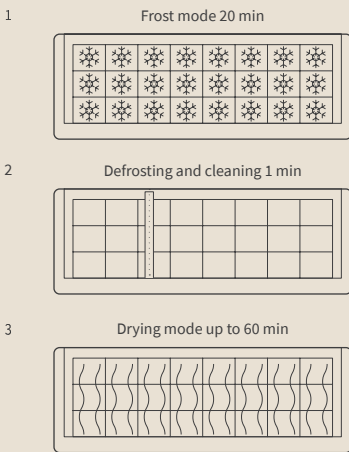 1
Frost mode 20 min
2
Defrosting and cleaning 1 min
3
Drying mode up to 60 min